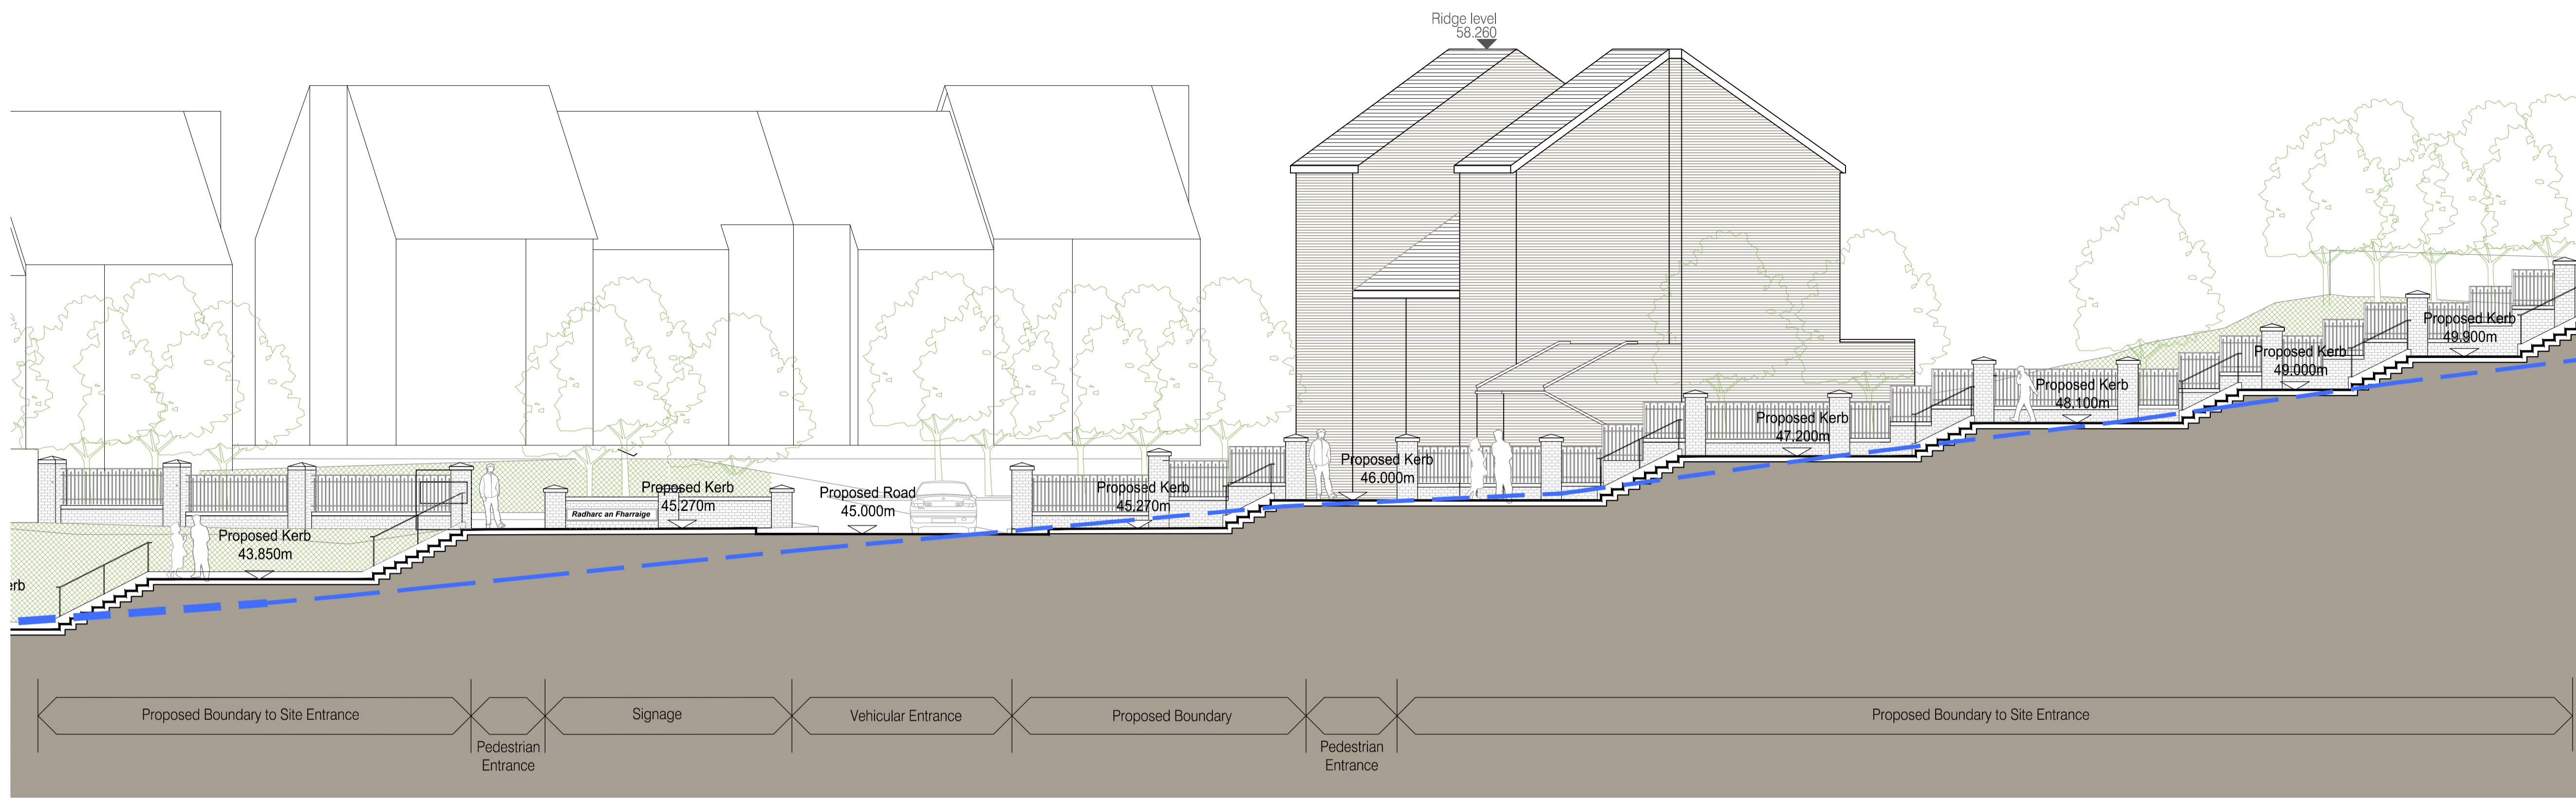 Ridge level
58.260
Proposed Kerb
49.900m
Proposed Kerb
49.000m
Proposed Kerb
48.100m
Proposed Kerb
47.200m
Proposed Kerb
46.000m
Proposed Kerb
45.270m
Proposed Road
45.000m
Proposed Kerb
45.270m
Radharc an Fharraige
Proposed Kerb
43.850m
erb
Proposed Boundary to Site Entrance
Pedestrian
Entrance
Signage
Vehicular Entrance
Proposed Boundary
Pedestrian
Entrance
Proposed Boundary to Site Entrance